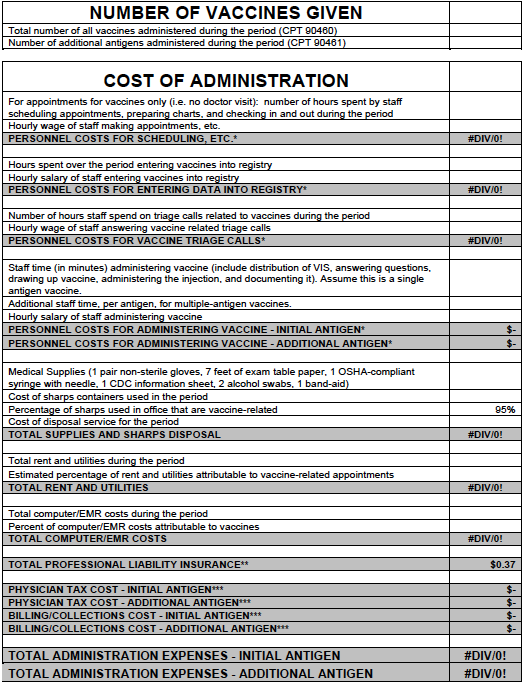 NUMBER OF VACCINES GIVEN
Total number of all vaccines administered during the period (CPT 90460)
Number of additional antigens administered during the period (CPT 90461)
COST OF ADMINISTRATION
For appointments for vaccines only (i.e. no doctor visit): number of hours spent by staff
scheduling appointments, preparing charts, and checking in and out during the period
Hourly wage of staff making appointments, etc.
PERSONNEL COSTS FOR SCHEDULING, ETC.* #DIV/0!
Hours spent over the period entering vaccines into registry
Hourly salary of staff entering vaccines into registry
PERSONNEL COSTS FOR ENTERING DATA INTO REGISTRY* #DIV/0!
Number of hours staff spend on triage calls related to vaccines during the period
Hourly wage of staff answering vaccine related triage calls
PERSONNEL COSTS FOR VACCINE TRIAGE CALLS* #DIV/0!
Staff time (in minutes) administering vaccine (include distribution of VIS, answering questions,
drawing up vaccine, administering the injection, and documenting it). Assume this is a single
antigen vaccine.
Additional staff time, per antigen, for multiple-antigen vaccines.
Hourly salary of staff administering vaccine
PERSONNEL COSTS FOR ADMINISTERING VACCINE - INITIAL ANTIGEN* $-
PERSONNEL COSTS FOR ADMINISTERING VACCINE - ADDITIONAL ANTIGEN* $-
Medical Supplies (1 pair non-sterile gloves, 7 feet of exam table paper, 1 OSHA-compliant
syringe with needle, 1 CDC information sheet, 2 alcohol swabs, 1 band-aid)
Cost of sharps containers used in the period
Percentage of sharps used in office that are vaccine-related 95%
Cost of disposal service for the period
TOTAL SUPPLIES AND SHARPS DISPOSAL #DIV/0!
Total rent and utilities during the period
Estimated percentage of rent and utilities attributable to vaccine-related appointments
TOTAL RENT AND UTILITIES #DIV/0!
Total computer/EMR costs during the period
Percent of computer/EMR costs attributable to vaccines
TOTAL COMPUTER/EMR COSTS #DIV/0!
TOTAL PROFESSIONAL LIABILITY INSURANCE** $0.37
PHYSICIAN TAX COST - INITIAL ANTIGEN*** $-
PHYSICIAN TAX COST - ADDITIONAL ANTIGEN*** $-
BILLING/COLLECTIONS COST - INITIAL ANTIGEN*** $-
BILLING/COLLECTIONS COST - ADDITIONAL ANTIGEN*** $-
TOTAL ADMINISTRATION EXPENSES - INITIAL ANTIGEN #DIV/0!
TOTAL ADMINISTRATION EXPENSES - ADDITIONAL ANTIGEN #DIV/0!